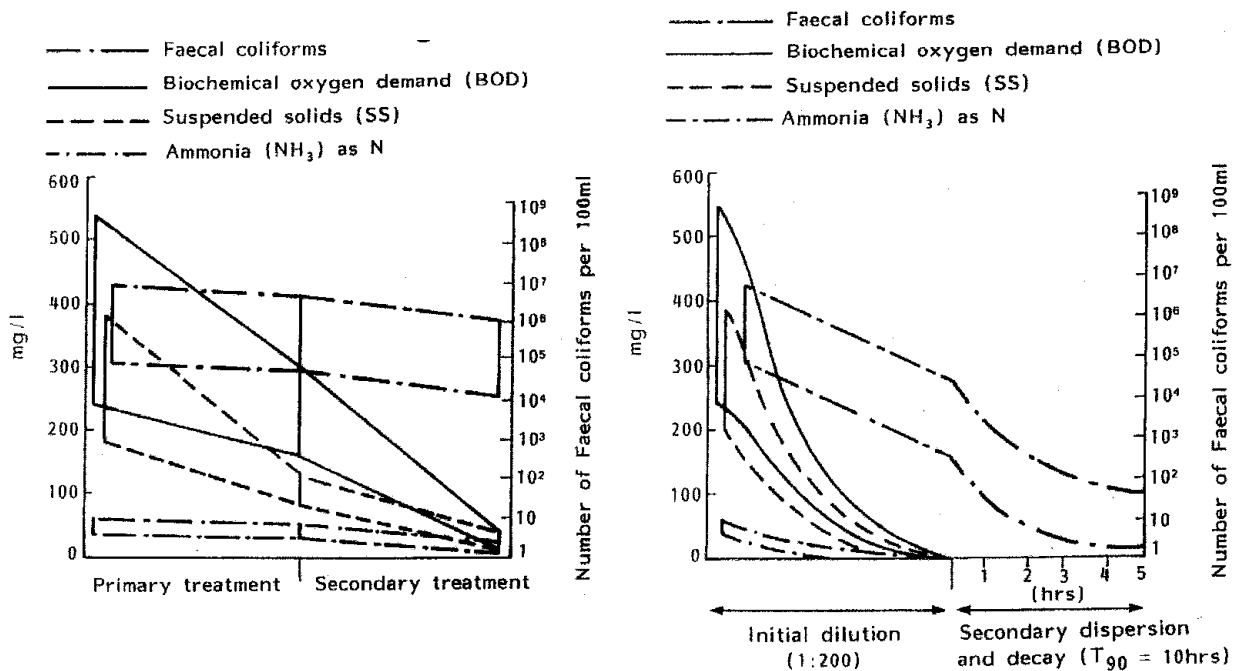 Faecal coliforms
Biochemical oxygen demand (BOD)
Suspended solids (SS)
Ammonia (NH₃) as N
600
500
400
300
200
100
0
mg/l
10⁹
10⁸
10⁷
10⁶
10⁵
10⁴
10³
10²
10
1
Number of Faecal coliforms per 100ml
Primary treatment
Secondary treatment
Faecal coliforms
Biochemical oxygen demand (BOD)
Suspended solids (SS)
Ammonia (NH₃) as N
600
500
400
300
200
100
0
mg/l
10⁹
10⁸
10⁷
10⁶
10⁵
10⁴
10³
10²
10
1
Number of Faecal coliforms per 100ml
1 2 3 4 5
(hrs)
Initial dilution
(1:200)
Secondary dispersion
and decay (T₉₀ = 10hrs)